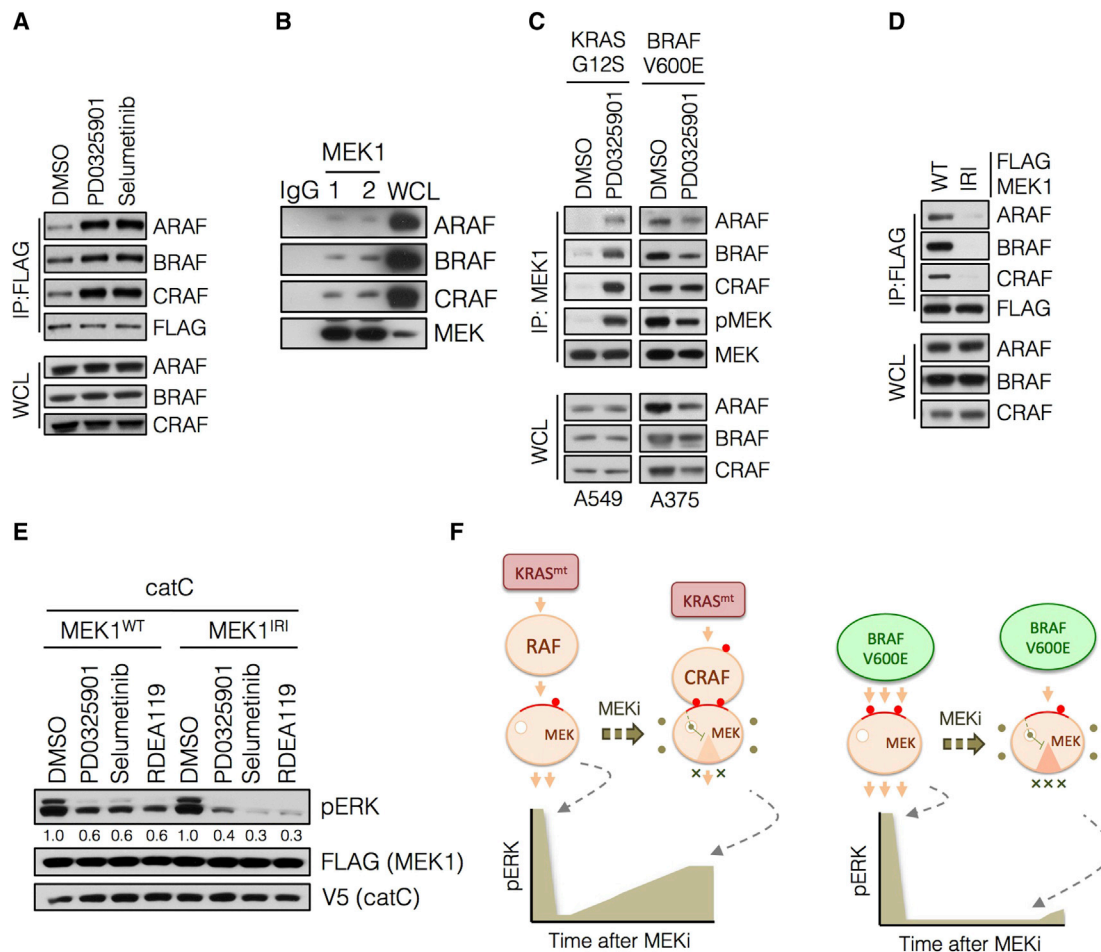 A
DMSO
PD0325901
Selumetinib
IP:FLAG
ARAF
BRAF
CRAF
FLAG
WCL
ARAF
BRAF
CRAF
B
MEK1
IgG 1 2 WCL
ARAF
BRAF
CRAF
MEK
C
KRAS G12S
BRAF V600E
DMSO
PD0325901
DMSO
PD0325901
IP: MEK1
ARAF
BRAF
CRAF
pMEK
MEK
WCL
ARAF
BRAF
CRAF
A549 A375
D
WT
IRI
FLAG
MEK1
IP:FLAG
ARAF
BRAF
CRAF
FLAG
WCL
ARAF
BRAF
CRAF
E
catC
MEK1WT MEK1IRI
DMSO
PD0325901
Selumetinib
RDEA119
DMSO
PD0325901
Selumetinib
RDEA119
pERK
1.0 0.6 0.6 0.6 1.0 0.4 0.3 0.3
FLAG (MEK1)
V5 (catC)
F
KRASmt
RAF
MEK
MEKi
KRASmt
CRAF
MEK
pERK
Time after MEKi
BRAF
V600E
MEK
MEKi
BRAF
V600E
MEK
pERK
Time after MEKi